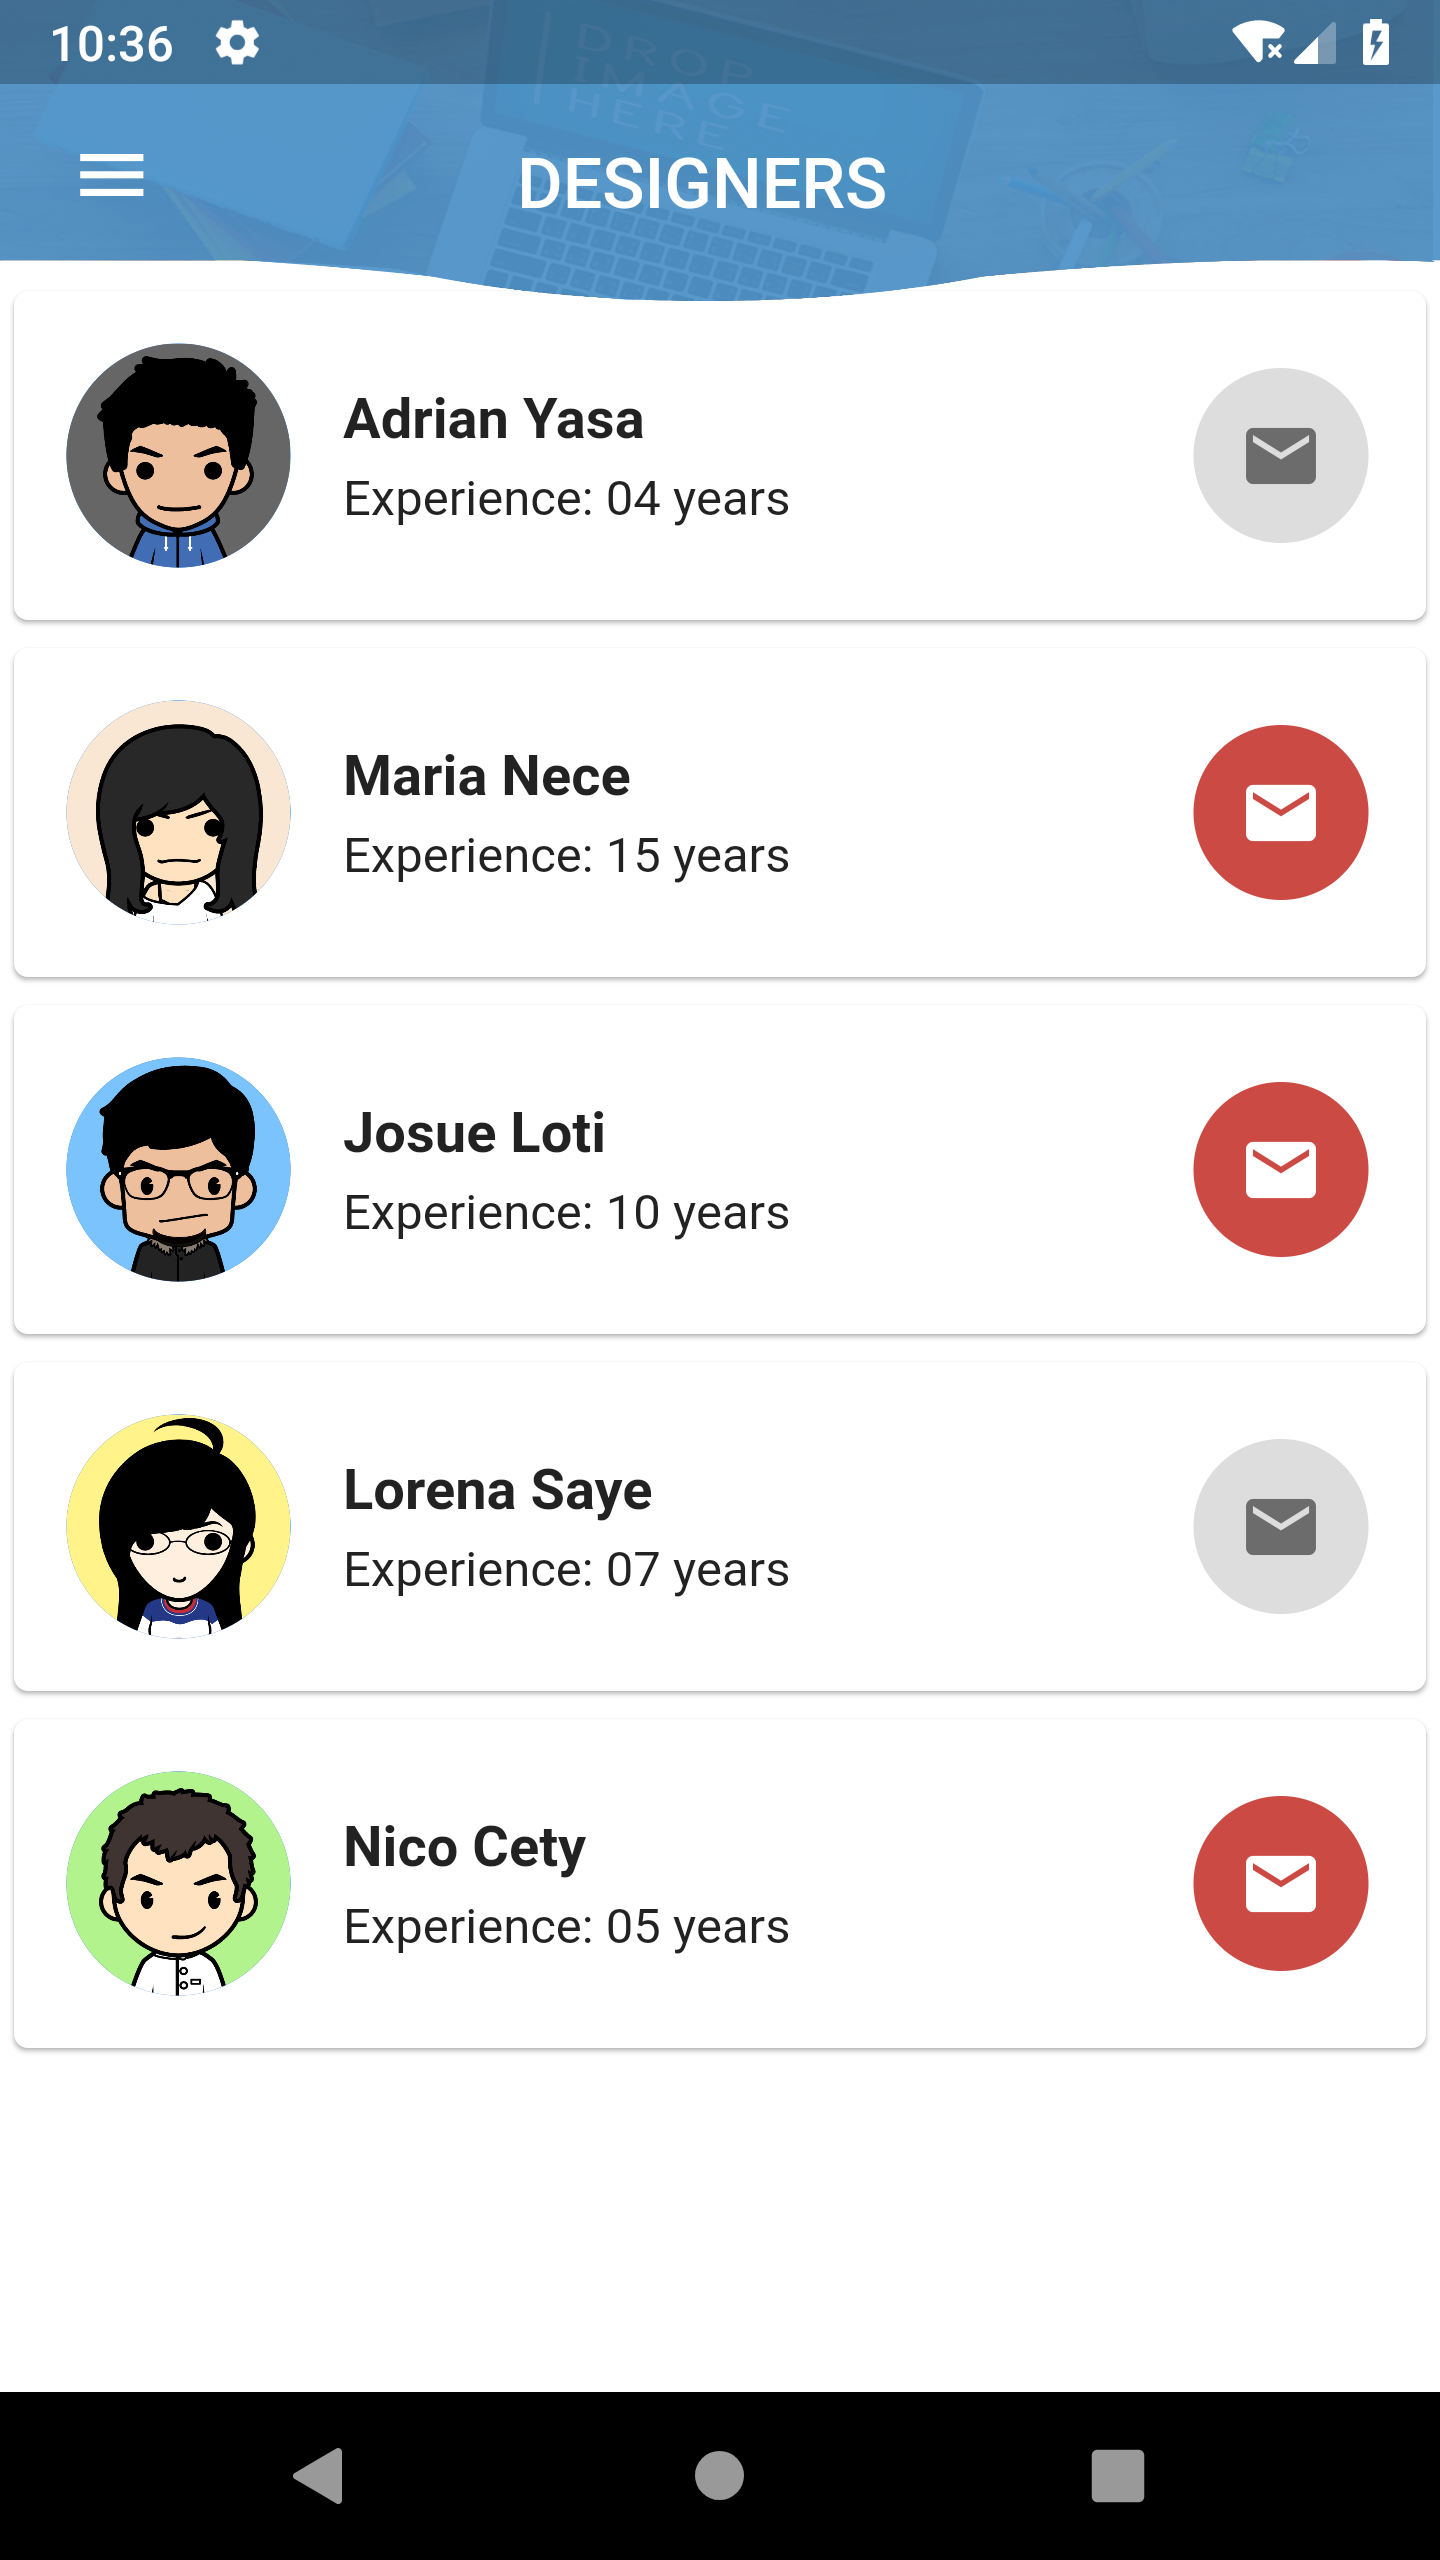 10:36
DROP
IMAGE
HERE
DESIGNERS
Adrian Yasa
Experience: 04 years
Maria Nece
Experience: 15 years
Josue Loti
Experience: 10 years
Lorena Saye
Experience: 07 years
Nico Cety
Experience: 05 years